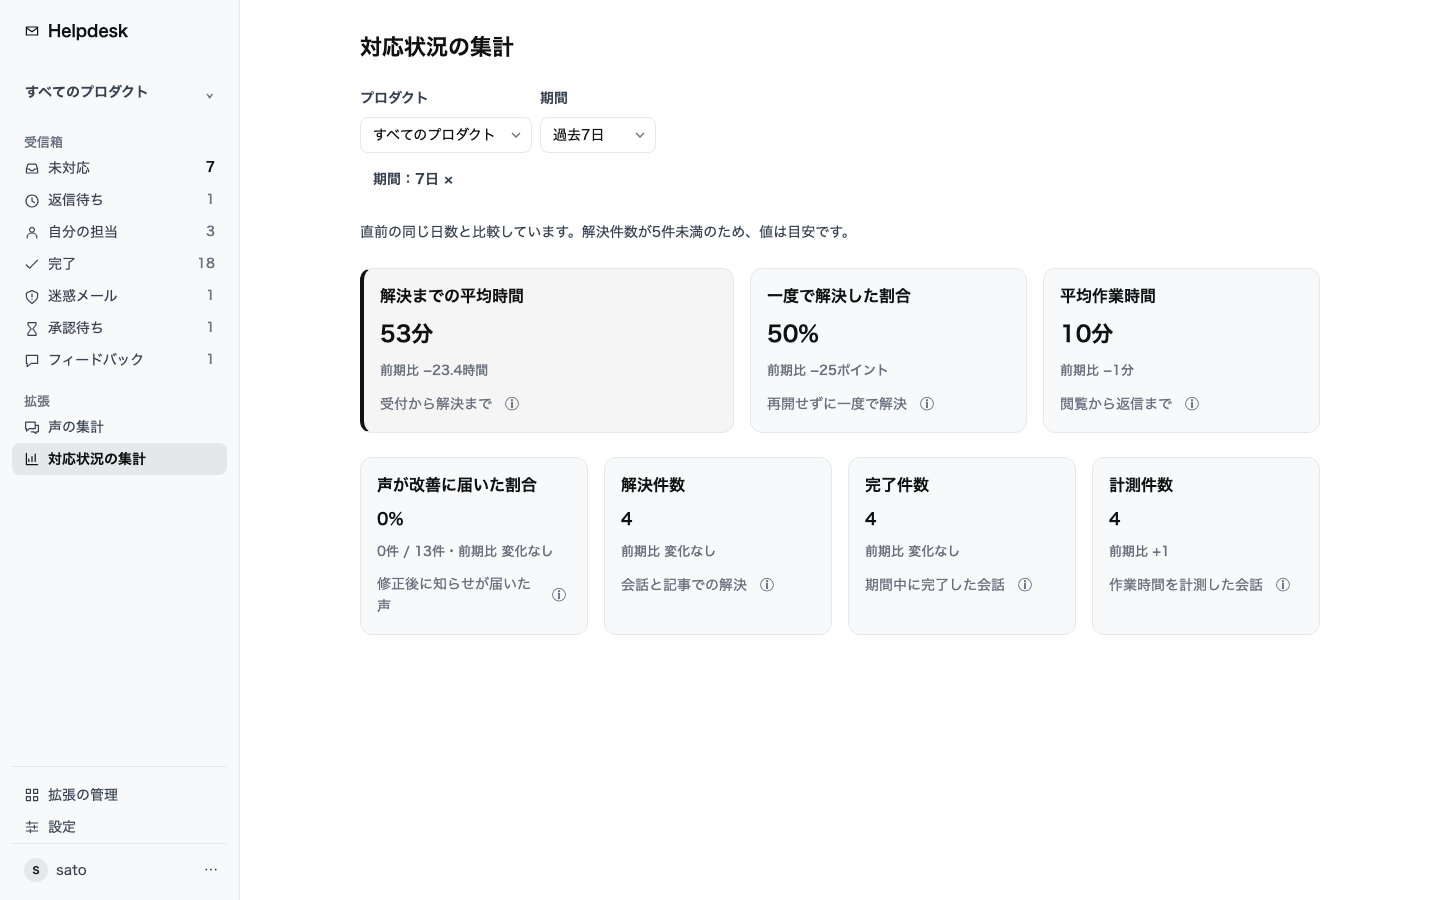 Helpdesk
すべてのプロダクト
受信箱
未対応 7
返信待ち 1
自分の担当 3
完了 18
迷惑メール 1
承認待ち 1
フィードバック 1
拡張
声の集計
対応状況の集計
拡張の管理
設定
S sato ...
対応状況の集計
プロダクト 期間
すべてのプロダクト 過去7日
期間：7日 ×
直前の同じ日数と比較しています。解決件数が5件未満のため、値は目安です。
解決までの平均時間
53分
前期比 −23.4時間
受付から解決まで
一度で解決した割合
50%
前期比 −25ポイント
再開せずに一度で解決
平均作業時間
10分
前期比 −1分
閲覧から返信まで
声が改善に届いた割合
0%
0件 / 13件・前期比 変化なし
修正後に知らせが届いた
声
解決件数
4
前期比 変化なし
会話と記事での解決
完了件数
4
前期比 変化なし
期間中に完了した会話
計測件数
4
前期比 +1
作業時間を計測した会話